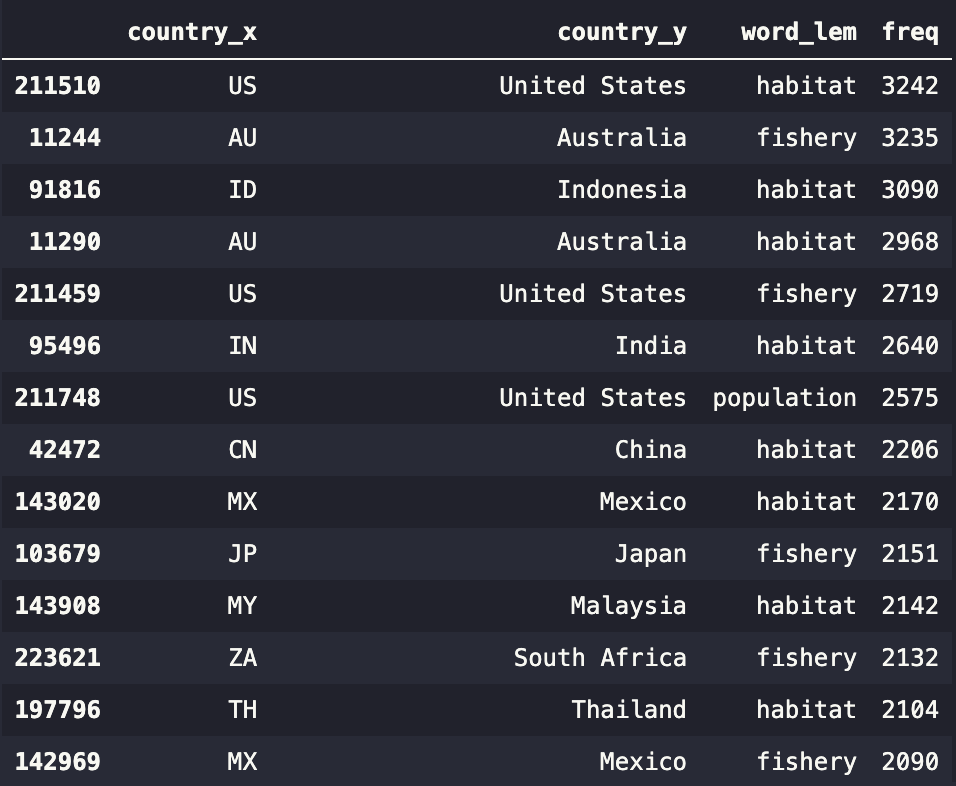 country_x country_y word_lem freq
211510 US United States habitat 3242
11244 AU Australia fishery 3235
91816 ID Indonesia habitat 3090
11290 AU Australia habitat 2968
211459 US United States fishery 2719
95496 IN India habitat 2640
211748 US United States population 2575
42472 CN China habitat 2206
143020 MX Mexico habitat 2170
103679 JP Japan fishery 2151
143908 MY Malaysia habitat 2142
223621 ZA South Africa fishery 2132
197796 TH Thailand habitat 2104
142969 MX Mexico fishery 2090